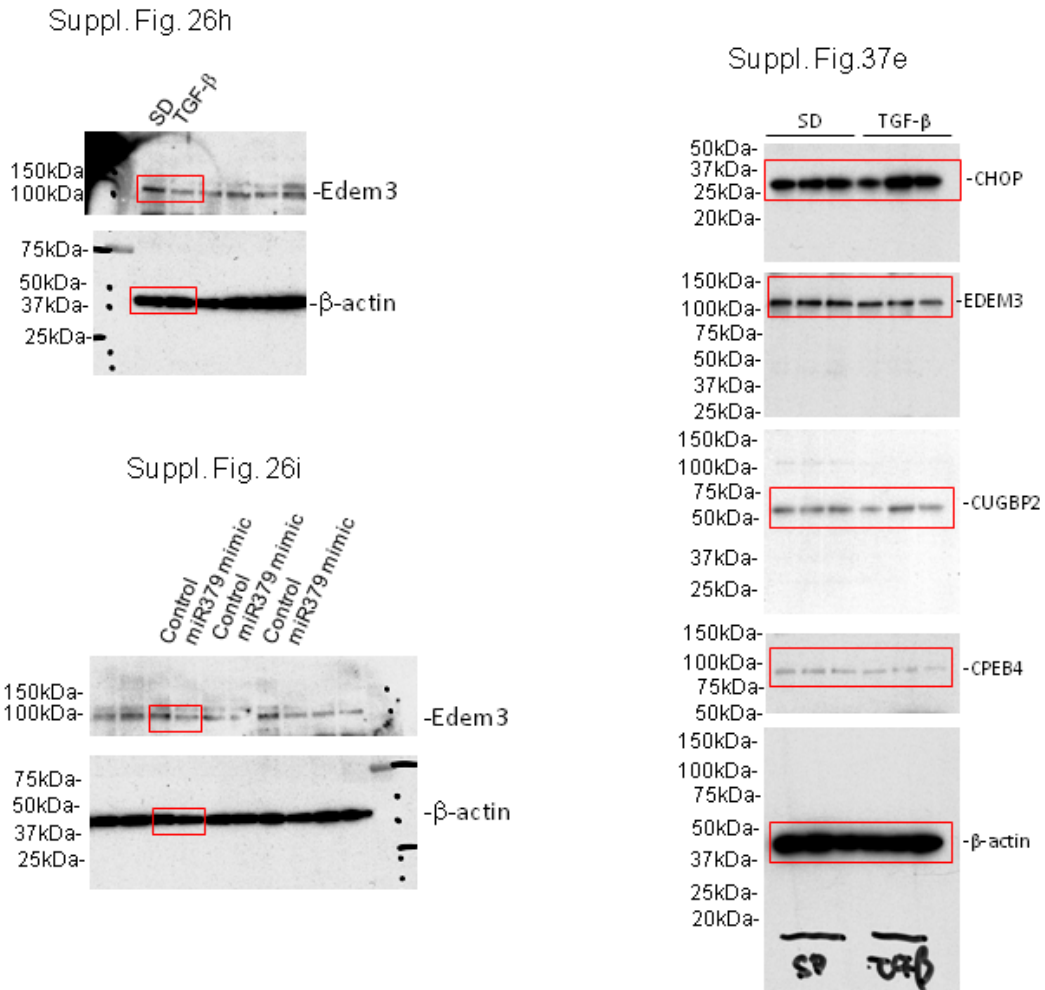 Suppl. Fig. 26h
SD
TGF-β
150kDa
100kDa
-Edem3
75kDa-
50kDa-
37kDa-
25kDa-
-β-actin
Suppl. Fig. 26i
Control
miR379 mimic
Control
miR379 mimic
Control
miR379 mimic
150kDa-
100kDa-
-Edem3
75kDa-
50kDa-
37kDa-
25kDa-
-β-actin
Suppl. Fig.37e
SD TGF-β
50kDa-
37kDa-
25kDa-
20kDa-
-CHOP
150kDa-
100kDa-
75kDa-
50kDa-
37kDa-
25kDa-
-EDEM3
150kDa-
100kDa-
75kDa-
50kDa-
37kDa-
25kDa-
-CUGBP2
150kDa-
100kDa-
75kDa-
50kDa-
-CPEB4
150kDa-
100kDa-
75kDa-
50kDa-
37kDa-
25kDa-
20kDa-
-β-actin
SD TGFβ